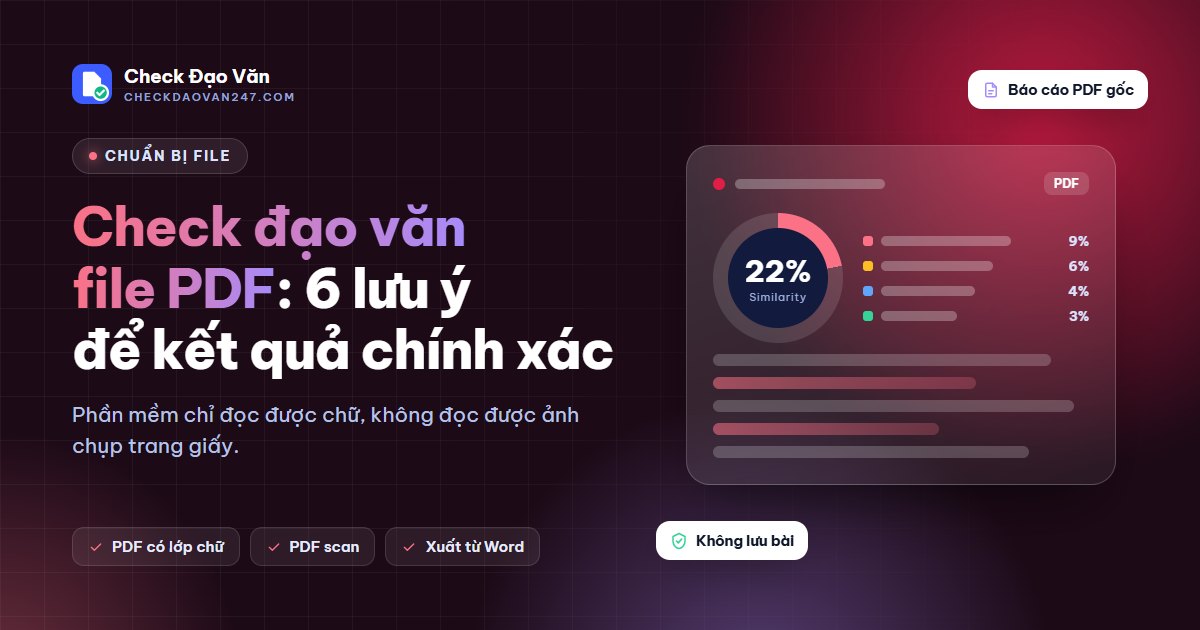 Check Đạo Văn
CHECKDAOVAN247.COM
Báo cáo PDF gốc
CHUẨN BỊ FILE
Check đạo văn
file PDF: 6 lưu ý
để kết quả chính xác
Phần mềm chỉ đọc được chữ, không đọc được ảnh
chụp trang giấy.
PDF
22%
Similarity
9%
6%
4%
3%
PDF có lớp chữ
PDF scan
Xuất từ Word
Không lưu bài